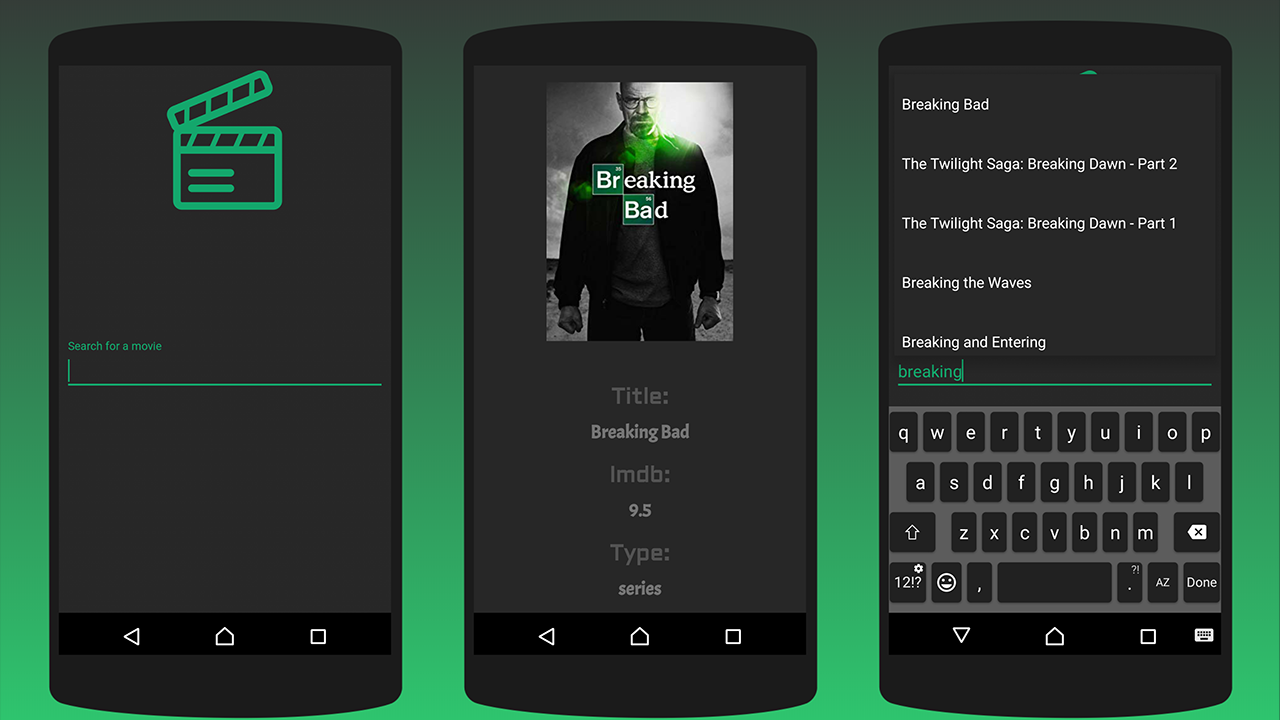 Search for a movie
35
Breaking
56
Bad
Title:
Breaking Bad
Imdb:
9.5
Type:
series
Breaking Bad
The Twilight Saga: Breaking Dawn - Part 2
The Twilight Saga: Breaking Dawn - Part 1
Breaking the Waves
Breaking and Entering
breaking
q w e r t y u i o p
a s d f g h j k l
z x c v b n m
12!? , ?! . AZ Done